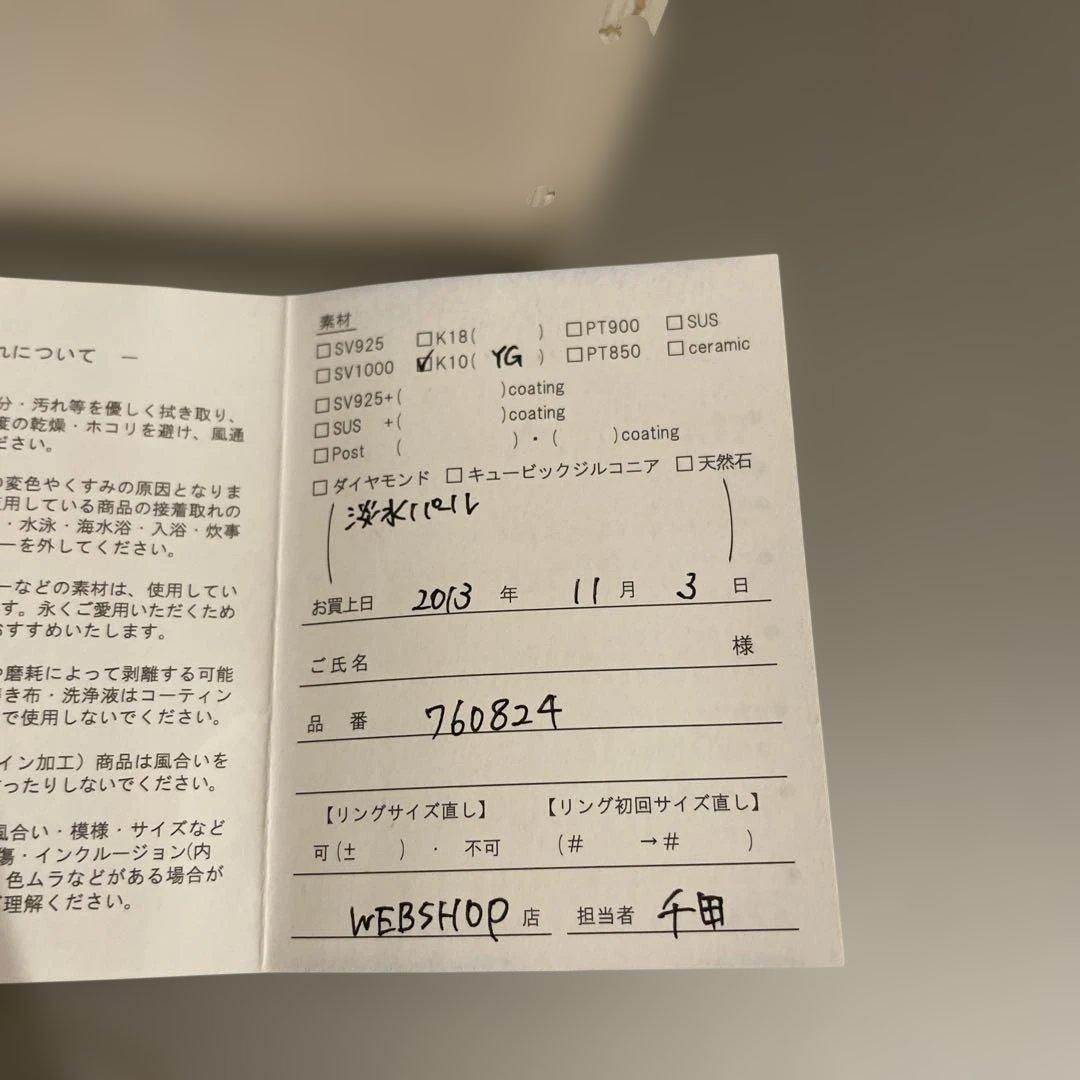 れについて ―
分・汚れ等を優しく拭き取り、
度の乾燥・ホコリを避け、風通
ださい。
変色やくすみの原因となりま
使用している商品の接着取れの
・水泳・海水浴・入浴・炊事
ーを外してください。
ーなどの素材は、使用してい
す。永くご愛用いただくため
おすすめいたします。
や磨耗によって剥離する可能
磨き布・洗浄液はコーティン
で使用しないでください。
イン加工）商品は風合いを
ったりしないでください。
風合い・模様・サイズなど
傷・インクルージョン(内
色ムラなどがある場合が
理解ください。
素材
□SV925 □K18( ) □PT900 □SUS
□SV1000 ☑K10( YG ) □PT850 □ceramic
□SV925+( )coating
□SUS +( )coating
□Post ( )・( )coating
□ダイヤモンド □キュービックジルコニア □天然石
( 淡水パール )
お買上日 2013 年 11 月 3 日
ご氏名 様
品 番 760824
【リングサイズ直し】 【リング初回サイズ直し】
可(± ) ・ 不可 (# →# )
WEBSHOP 店 担当者 千田